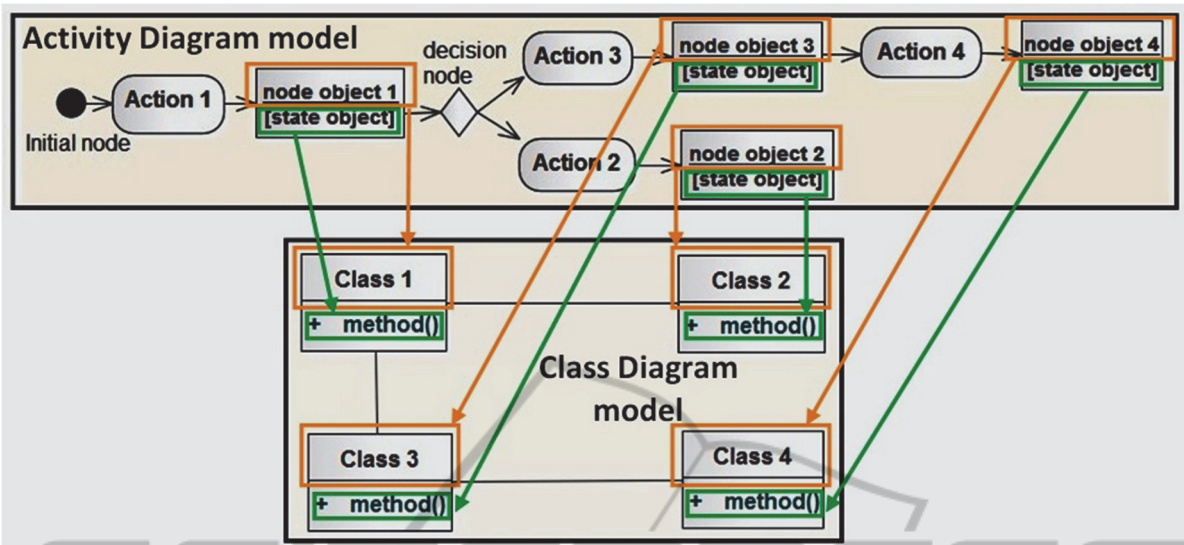 Activity Diagram model
Initial node
Action 1
node object 1
[state object]
decision
node
Action 3
node object 3
[state object]
Action 4
node object 4
[state object]
Action 2
node object 2
[state object]
Class 1
+ method()
Class 2
+ method()
Class Diagram
model
Class 3
+ method()
Class 4
+ method()